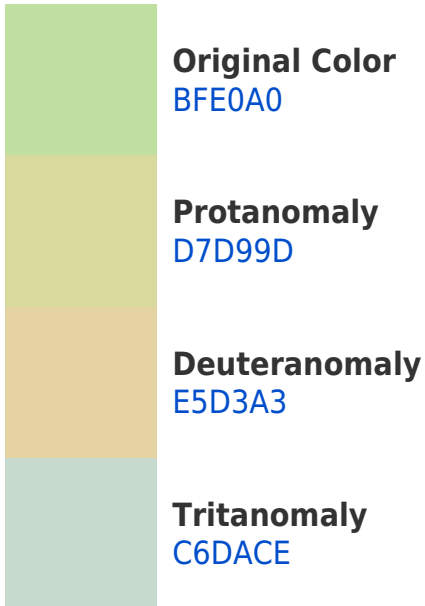 Original Color
BFE0A0
Protanomaly
D7D99D
Deuteranomaly
E5D3A3
Tritanomaly
C6DACE